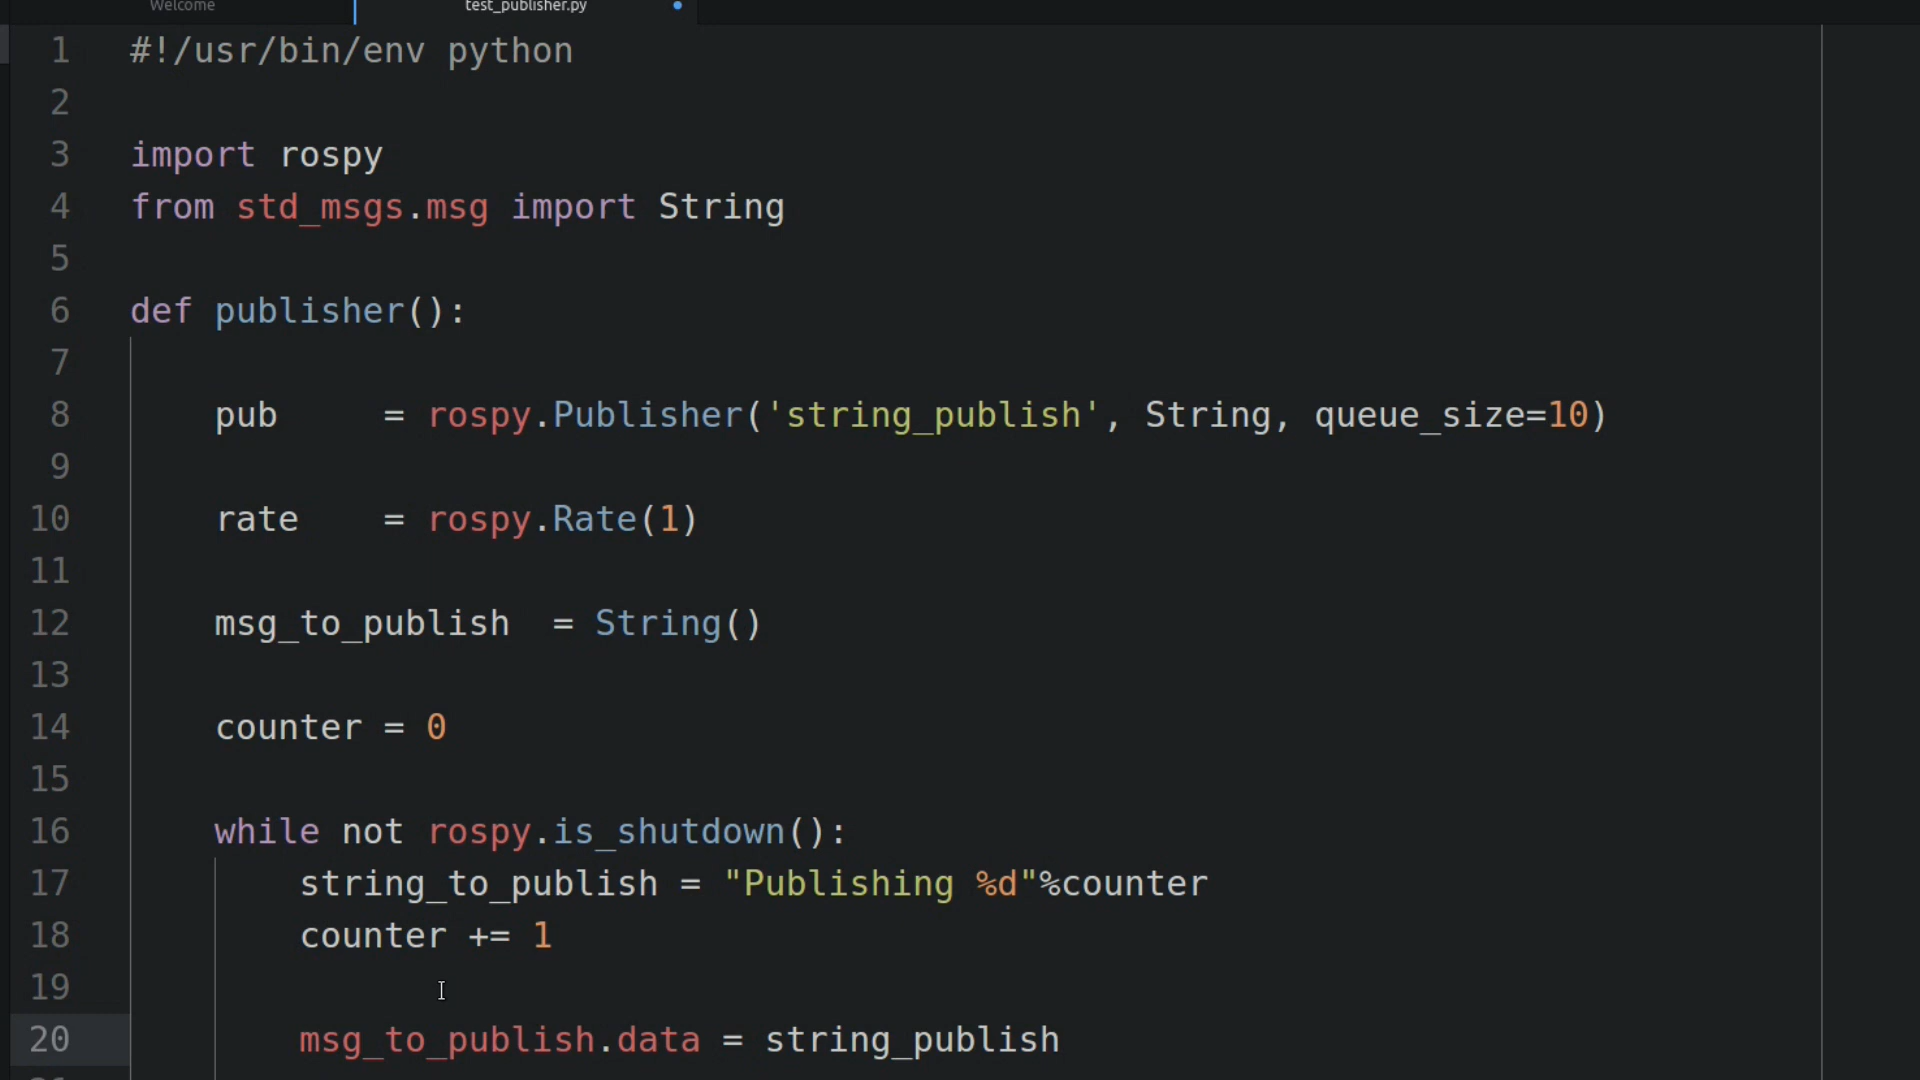 Welcome test_publisher.py
1 #!/usr/bin/env python
2
3 import rospy
4 from std_msgs.msg import String
5
6 def publisher():
7
8 pub = rospy.Publisher('string_publish', String, queue_size=10)
9
10 rate = rospy.Rate(1)
11
12 msg_to_publish = String()
13
14 counter = 0
15
16 while not rospy.is_shutdown():
17 string_to_publish = "Publishing %d"%counter
18 counter += 1
19
20 msg_to_publish.data = string_publish